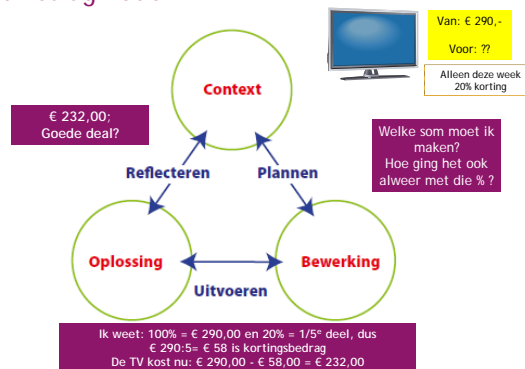 Van: € 290,-
Voor: ??
Alleen deze week
20% korting
Context
€ 232,00;
Goede deal?
Welke som moet ik
maken?
Hoe ging het ook
alweer met die % ?
Reflecteren
Plannen
Oplossing
Bewerking
Uitvoeren
Ik weet: 100% = € 290,00 en 20% = 1/5e deel, dus
€ 290:5= € 58 is kortingsbedrag
De TV kost nu: € 290,00 - € 58,00 = € 232,00